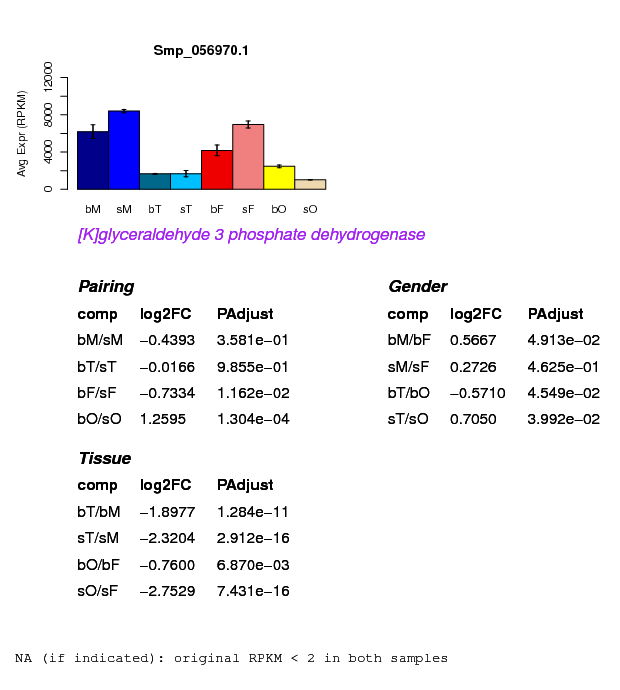 Smp_056970.1
Avg Expr (RPKM)
0 4000 8000 12000
bM sM bT sT bF sF bO sO
[K]glyceraldehyde 3 phosphate dehydrogenase
Pairing
comp log2FC PAdjust
bM/sM −0.4393 3.581e−01
bT/sT −0.0166 9.855e−01
bF/sF −0.7334 1.162e−02
bO/sO 1.2595 1.304e−04
Gender
comp log2FC PAdjust
bM/bF 0.5667 4.913e−02
sM/sF 0.2726 4.625e−01
bT/bO −0.5710 4.549e−02
sT/sO 0.7050 3.992e−02
Tissue
comp log2FC PAdjust
bT/bM −1.8977 1.284e−11
sT/sM −2.3204 2.912e−16
bO/bF −0.7600 6.870e−03
sO/sF −2.7529 7.431e−16
NA (if indicated): original RPKM < 2 in both samples